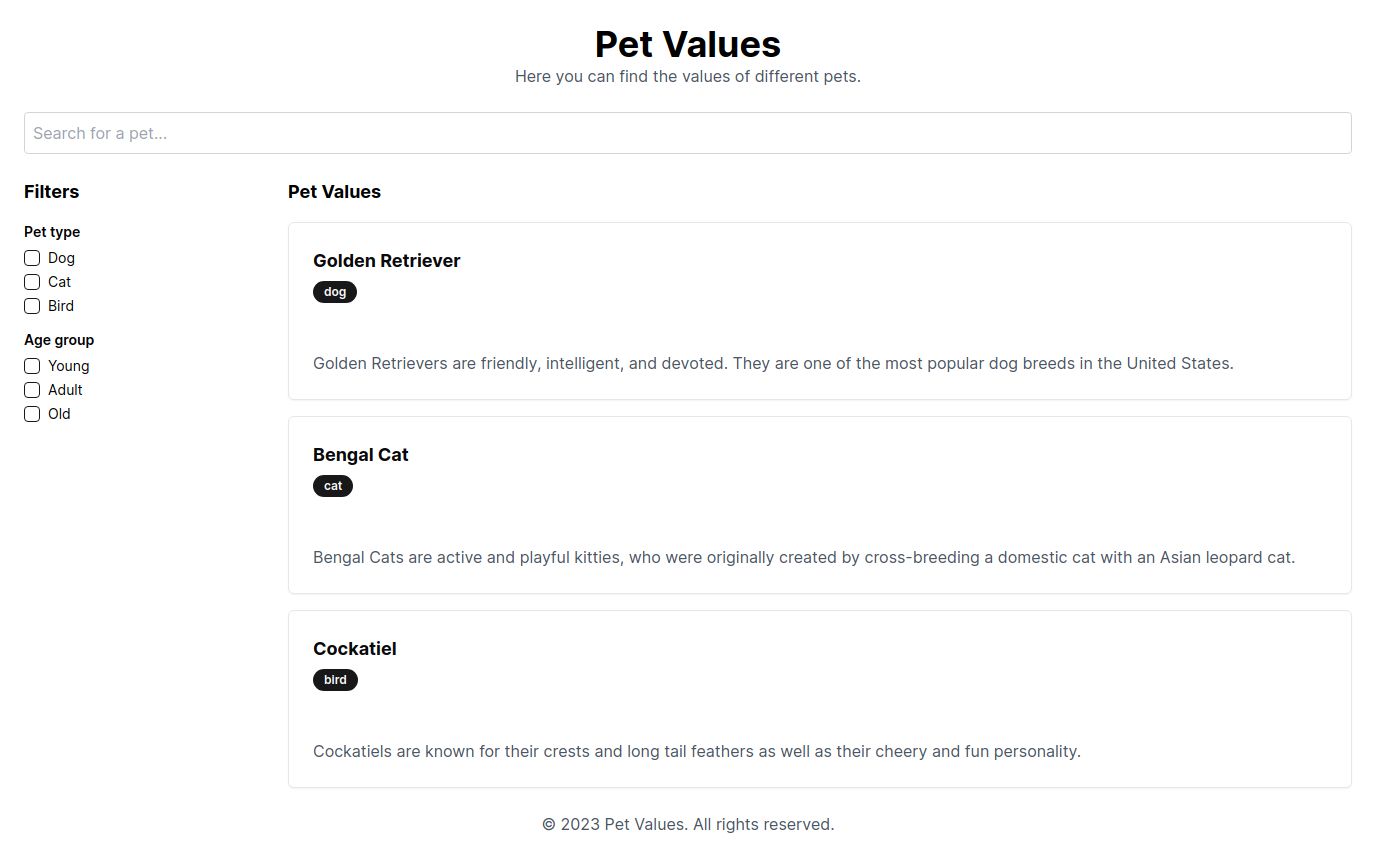 Pet Values
Here you can find the values of different pets.
Search for a pet...
Filters
Pet type
Dog
Cat
Bird
Age group
Young
Adult
Old
Pet Values
Golden Retriever
dog
Golden Retrievers are friendly, intelligent, and devoted. They are one of the most popular dog breeds in the United States.
Bengal Cat
cat
Bengal Cats are active and playful kitties, who were originally created by cross-breeding a domestic cat with an Asian leopard cat.
Cockatiel
bird
Cockatiels are known for their crests and long tail feathers as well as their cheery and fun personality.
© 2023 Pet Values. All rights reserved.